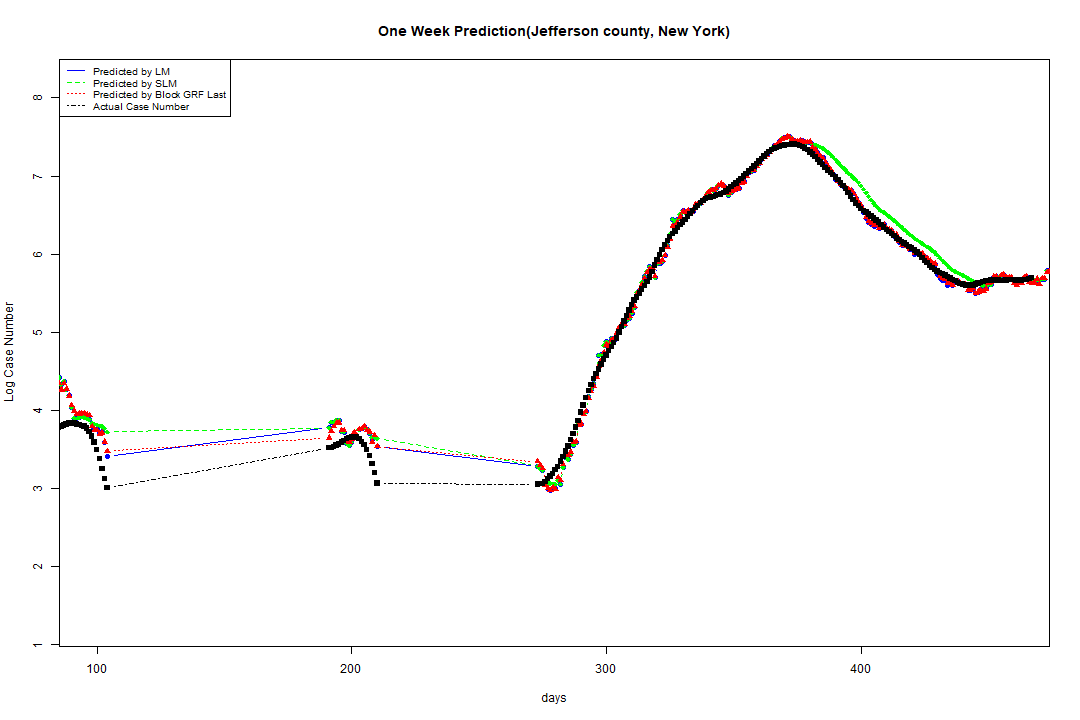 One Week Prediction(Jefferson county, New York)
Predicted by LM
Predicted by SLM
Predicted by Block GRF Last
Actual Case Number
8
7
6
5
4
3
2
1
Log Case Number
100 200 300 400
days